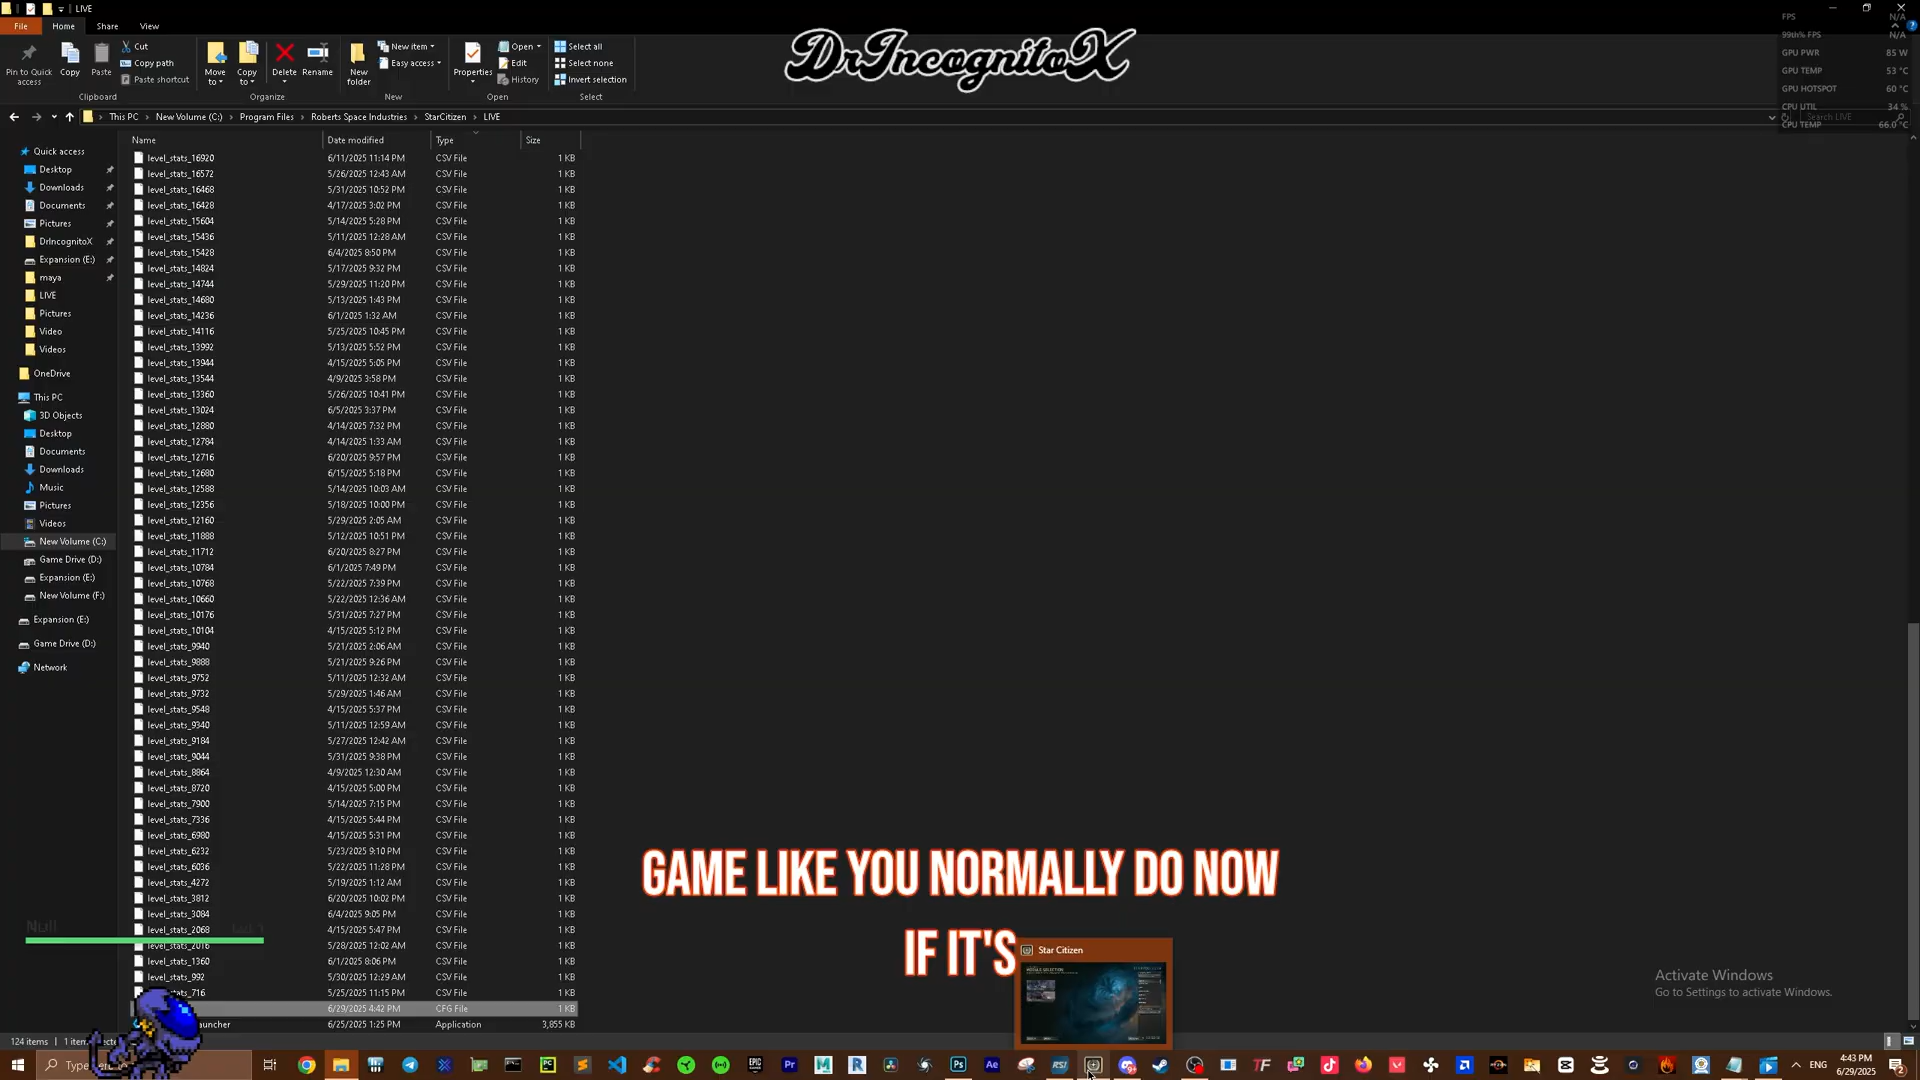 LIVE
File
Home
Share
View
Pin to Quick access
Copy
Paste
Cut
Copy path
Paste shortcut
Clipboard
Move to
Copy to
Delete
Rename
Organize
New folder
New item
Easy access
New
Properties
Open
Edit
History
Open
Select all
Select none
Invert selection
Select
DrIncognitoX
FPS N/A
99th% FPS N/A
GPU PWR 85 W
GPU TEMP 53 °C
GPU HOTSPOT 60 °C
CPU UTIL 34 %
CPU TEMP 66.0 °C
This PC › New Volume (C:) › Program Files › Roberts Space Industries › StarCitizen › LIVE
Search LIVE
Name Date modified Type Size
Quick access
Desktop
Downloads
Documents
Pictures
DrIncognitoX
Expansion (E:)
maya
LIVE
Pictures
Video
Videos
OneDrive
This PC
3D Objects
Desktop
Documents
Downloads
Music
Pictures
Videos
New Volume (C:)
Game Drive (D:)
Expansion (E:)
New Volume (F:)
Expansion (E:)
Game Drive (D:)
Network
level_stats_16920 6/11/2025 11:14 PM CSV File 1 KB
level_stats_16572 5/26/2025 12:43 AM CSV File 1 KB
level_stats_16468 5/31/2025 10:52 PM CSV File 1 KB
level_stats_16428 4/17/2025 3:02 PM CSV File 1 KB
level_stats_15604 5/14/2025 5:28 PM CSV File 1 KB
level_stats_15436 5/11/2025 12:28 AM CSV File 1 KB
level_stats_15428 6/4/2025 8:50 PM CSV File 1 KB
level_stats_14824 5/17/2025 9:32 PM CSV File 1 KB
level_stats_14744 5/29/2025 11:20 PM CSV File 1 KB
level_stats_14680 5/13/2025 1:43 PM CSV File 1 KB
level_stats_14236 6/1/2025 1:32 AM CSV File 1 KB
level_stats_14116 5/25/2025 10:45 PM CSV File 1 KB
level_stats_13992 5/13/2025 5:52 PM CSV File 1 KB
level_stats_13944 4/15/2025 5:05 PM CSV File 1 KB
level_stats_13544 4/9/2025 3:58 PM CSV File 1 KB
level_stats_13360 5/26/2025 10:41 PM CSV File 1 KB
level_stats_13024 6/5/2025 3:37 PM CSV File 1 KB
level_stats_12880 4/14/2025 7:32 PM CSV File 1 KB
level_stats_12784 4/14/2025 1:33 AM CSV File 1 KB
level_stats_12716 6/20/2025 9:57 PM CSV File 1 KB
level_stats_12680 6/15/2025 5:18 PM CSV File 1 KB
level_stats_12588 5/14/2025 10:03 AM CSV File 1 KB
level_stats_12356 5/18/2025 10:00 PM CSV File 1 KB
level_stats_12160 5/29/2025 2:05 AM CSV File 1 KB
level_stats_11888 5/12/2025 10:51 PM CSV File 1 KB
level_stats_11712 6/20/2025 8:27 PM CSV File 1 KB
level_stats_10784 6/1/2025 7:49 PM CSV File 1 KB
level_stats_10768 5/22/2025 7:39 PM CSV File 1 KB
level_stats_10660 5/22/2025 12:36 AM CSV File 1 KB
level_stats_10176 5/31/2025 7:27 PM CSV File 1 KB
level_stats_10104 4/15/2025 5:12 PM CSV File 1 KB
level_stats_9940 5/21/2025 2:06 AM CSV File 1 KB
level_stats_9888 5/21/2025 9:26 PM CSV File 1 KB
level_stats_9752 5/11/2025 12:32 AM CSV File 1 KB
level_stats_9732 5/29/2025 1:46 AM CSV File 1 KB
level_stats_9548 4/15/2025 5:37 PM CSV File 1 KB
level_stats_9340 5/11/2025 12:59 AM CSV File 1 KB
level_stats_9184 5/27/2025 12:42 AM CSV File 1 KB
level_stats_9044 5/31/2025 9:38 PM CSV File 1 KB
level_stats_8864 4/9/2025 12:30 AM CSV File 1 KB
level_stats_8720 4/15/2025 5:00 PM CSV File 1 KB
level_stats_7900 5/14/2025 7:15 PM CSV File 1 KB
level_stats_7336 4/15/2025 5:44 PM CSV File 1 KB
level_stats_6980 4/15/2025 5:31 PM CSV File 1 KB
level_stats_6232 5/23/2025 9:10 PM CSV File 1 KB
level_stats_6036 5/22/2025 11:28 PM CSV File 1 KB
level_stats_4272 5/19/2025 1:12 AM CSV File 1 KB
level_stats_3812 6/20/2025 10:02 PM CSV File 1 KB
level_stats_3084 6/4/2025 9:05 PM CSV File 1 KB
level_stats_2068 4/15/2025 5:47 PM CSV File 1 KB
level_stats_2016 5/28/2025 12:02 AM CSV File 1 KB
level_stats_1360 6/1/2025 8:06 PM CSV File 1 KB
level_stats_992 5/30/2025 12:29 AM CSV File 1 KB
716 5/25/2025 11:15 PM CSV File 1 KB
6/29/2025 4:42 PM CFG File 1 KB
auncher 6/25/2025 1:25 PM Application 3,855 KB
Null
GAME LIKE YOU NORMALLY DO NOW
IF IT'S
Star Citizen
Activate Windows
Go to Settings to activate Windows.
124 items 1 item
Type
ENG
4:43 PM
6/29/2025